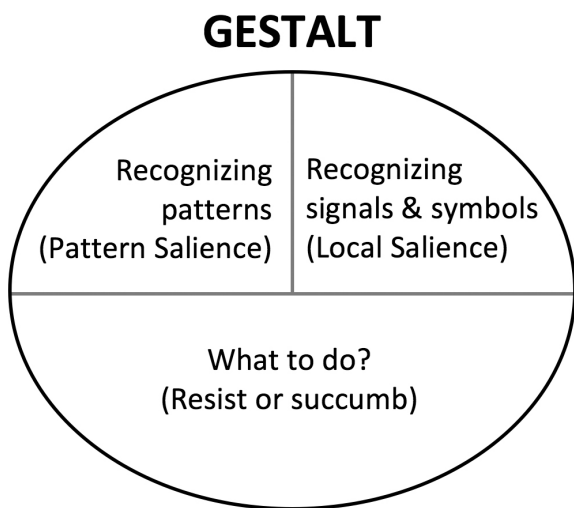 GESTALT
Recognizing
patterns
(Pattern Salience)
Recognizing
signals & symbols
(Local Salience)
What to do?
(Resist or succumb)